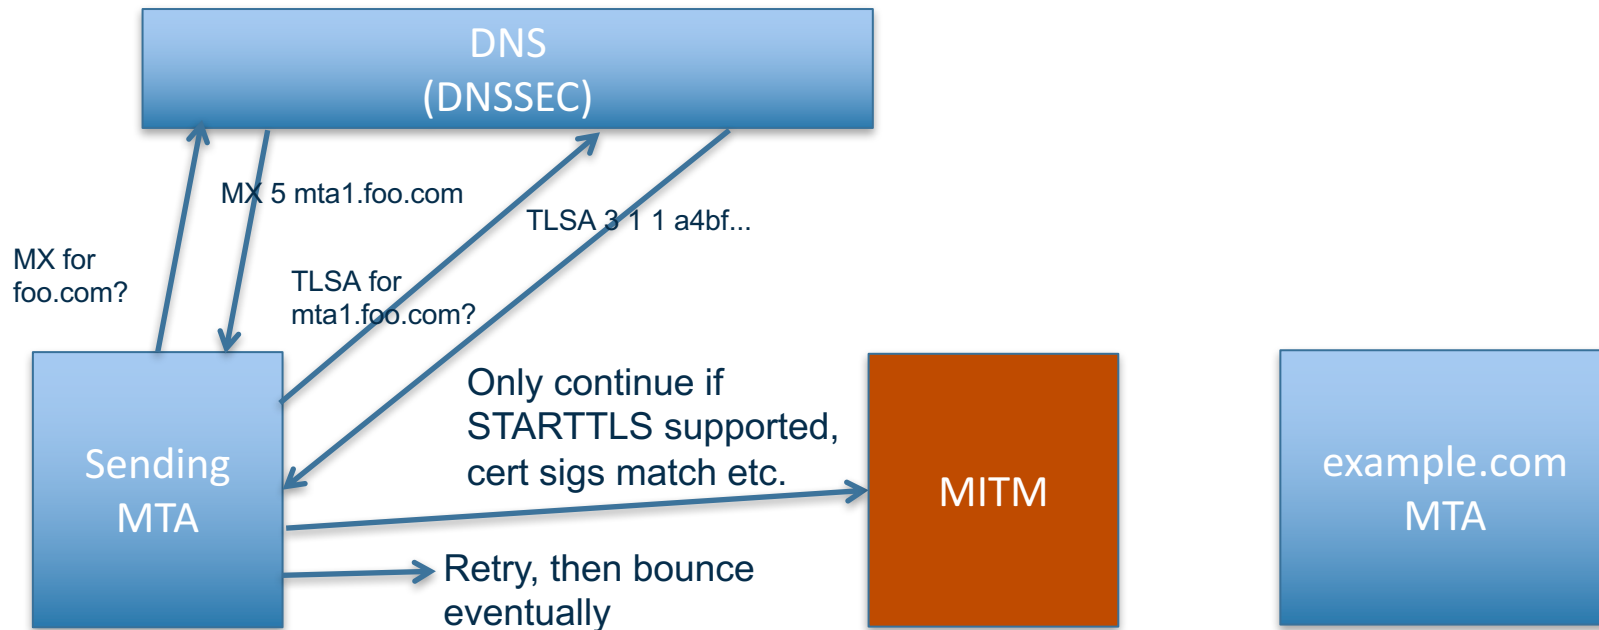 DNS
(DNSSEC)
MX 5 mta1.foo.com
TLSA 3 1 1 a4bf...
MX for
foo.com?
TLSA for
mta1.foo.com?
Only continue if
STARTTLS supported,
cert sigs match etc.
Sending
MTA
MITM
example.com
MTA
Retry, then bounce
eventually